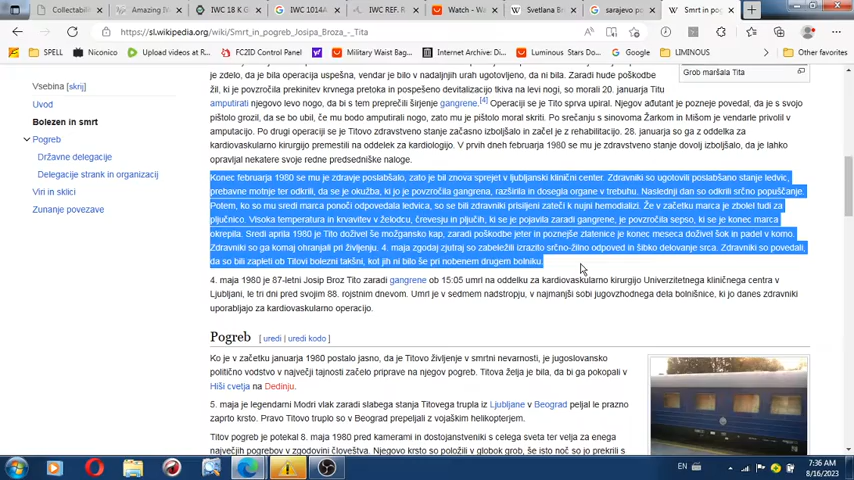 Collectabili
Amazing IW
IWC 18 K G
IWC 1014A
IWC REF. R
Watch - Wa
Svetlana Br
sarajevo po
Smrt in pog
https://sl.wikipedia.org/wiki/Smrt_in_pogreb_Josipa_Broza_-_Tita
SPELL
Niconico
Upload videos at R...
FC2ID Control Panel
Military Waist Bag...
Internet Archive: Di...
Luminous Stars Do...
Google
LIMINOUS
Other favorites
Vsebina [skrij]
Uvod
Bolezen in smrt
Pogreb
Državne delegacije
Delegacije strank in organizacij
Viri in sklici
Zunanje povezave
je zdelo, da je bila operacija uspešna, vendar je bilo v nadaljnjih urah ugotovljeno, da ni bila. Zaradi hude poškodbe
žil, ki je povzročila prekinitev krvnega pretoka in pospešeno devitalizacijo tkiva na levi nogi, so morali 20. januarja Titu
amputirati njegovo levo nogo, da bi s tem preprečili širjenje gangrene.[4] Operaciji se je Tito sprva upiral. Njegov adjutant je pozneje povedal, da je s svojo
pištolo grozil, da se bo ubil, če mu bodo amputirali nogo, zato mu je pištolo moral skriti. Po srečanju s sinovoma Žarkom in Mišom je vendarle privolil v
amputacijo. Po drugi operaciji se je Titovo zdravstveno stanje začasno izboljšalo in začel je z rehabilitacijo. 28. januarja so ga z oddelka za
kardiovaskularno kirurgijo premestili na oddelek za kardiologijo. V prvih dneh februarja 1980 se mu je zdravstveno stanje dovolj izboljšalo, da je lahko
opravljal nekatere svoje redne predsedniške naloge.
Grob maršala Tita
Konec februarja 1980 se mu je zdravje poslabšalo, zato je bil znova sprejet v ljubljanski klinični center. Zdravniki so ugotovili poslabšano stanje ledvic,
prebavne motnje ter odkrili, da se je okužba, ki jo je povzročila gangrena, razširila in dosegla organe v trebuhu. Naslednji dan so odkrili srčno popuščanje.
Potem, ko so mu sredi marca ponoči odpovedala ledvica, so se bili zdravniki prisiljeni zateči k nujni hemodializi. Že v začetku marca je zbolel tudi za
pljučnico. Visoka temperatura in krvavitev v želodcu, črevesju in pljučih, ki se je pojavila zaradi gangrene, je povzročila sepso, ki se je konec marca
okrepila. Sredi aprila 1980 je Tito doživel še možgansko kap, zaradi poškodbe jeter in poznejše zlatenice je konec meseca doživel šok in padel v komo.
Zdravniki so ga komaj ohranjali pri življenju. 4. maja zgodaj zjutraj so zabeležili izrazito srčno-žilno odpoved in šibko delovanje srca. Zdravniki so povedali,
da so bili zapleti ob Titovi bolezni takšni, kot jih ni bilo še pri nobenem drugem bolniku.
4. maja 1980 je 87-letni Josip Broz Tito zaradi gangrene ob 15:05 umrl na oddelku za kardiovaskularno kirurgijo Univerzitetnega kliničnega centra v
Ljubljani, le tri dni pred svojim 88. rojstnim dnevom. Umrl je v sedmem nadstropju, v najmanjši sobi jugovzhodnega dela bolnišnice, ki jo danes zdravniki
uporabljajo za kardiovaskularno operacijo.
Pogreb [ uredi | uredi kodo ]
Ko je v začetku januarja 1980 postalo jasno, da je Titovo življenje v smrtni nevarnosti, je jugoslovansko
politično vodstvo v največji tajnosti začelo priprave na njegov pogreb. Titova želja je bila, da bi ga pokopali v
Hiši cvetja na Dedinju.
5. maja je legendarni Modri vlak zaradi slabega stanja Titovega trupla iz Ljubljane v Beograd peljal le prazno
zaprto krsto. Pravo Titovo truplo so v Beograd prepeljali z vojaškim helikopterjem.
Titov pogreb je potekal 8. maja 1980 pred kamerami in dostojanstveniki s celega sveta ter velja za enega
največjih pogrebov v zgodovini človeštva. Njegovo krsto so položili v globok grob, še isto noč so jo prekrili s
EN
7:36 AM
8/16/2023